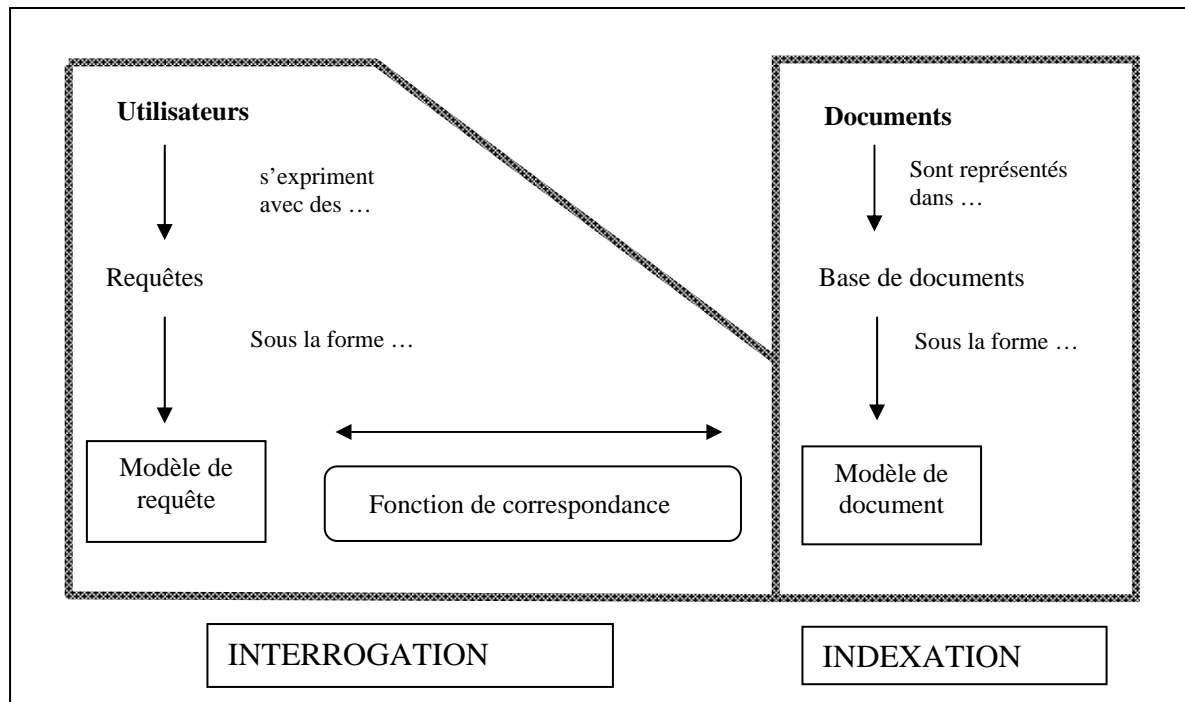 Utilisateurs
s’expriment
avec des …
Requêtes
Sous la forme …
Modèle de
requête
Fonction de correspondance
INTERROGATION
Documents
Sont représentés
dans …
Base de documents
Sous la forme …
Modèle de
document
INDEXATION